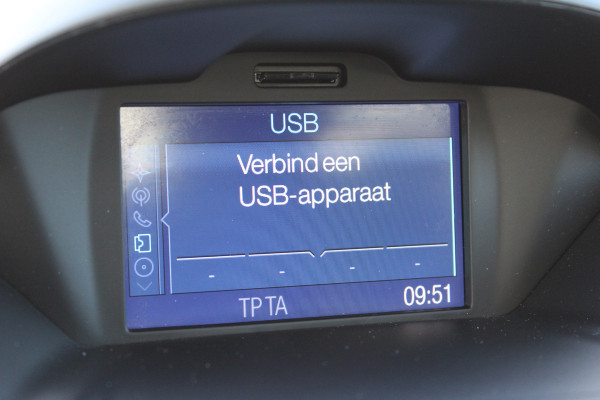 USB
Verbind een
USB-apparaat
- - - -
TP TA 09:51